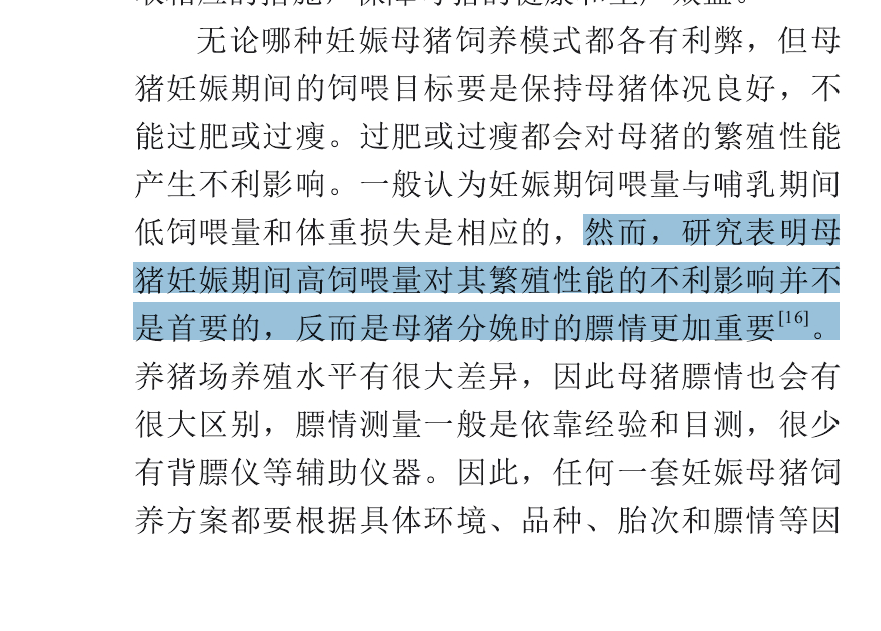 无论哪种妊娠母猪饲养模式都各有利弊，但母
猪妊娠期间的饲喂目标要是保持母猪体况良好，不
能过肥或过瘦。过肥或过瘦都会对母猪的繁殖性能
产生不利影响。一般认为妊娠期饲喂量与哺乳期间
低饲喂量和体重损失是相应的，然而，研究表明母
猪妊娠期间高饲喂量对其繁殖性能的不利影响并不
是首要的，反而是母猪分娩时的膘情更加重要[16]。
养猪场养殖水平有很大差异，因此母猪膘情也会有
很大区别，膘情测量一般是依靠经验和目测，很少
有背膘仪等辅助仪器。因此，任何一套妊娠母猪饲
养方案都要根据具体环境、品种、胎次和膘情等因